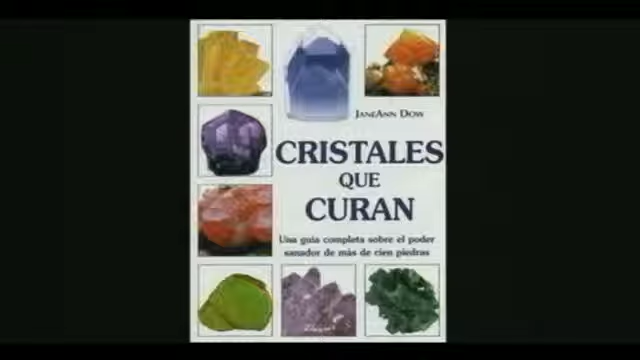 JANEANN DOW
CRISTALES
QUE
CURAN
Una guía completa sobre el poder
sanador de más de cien piedras